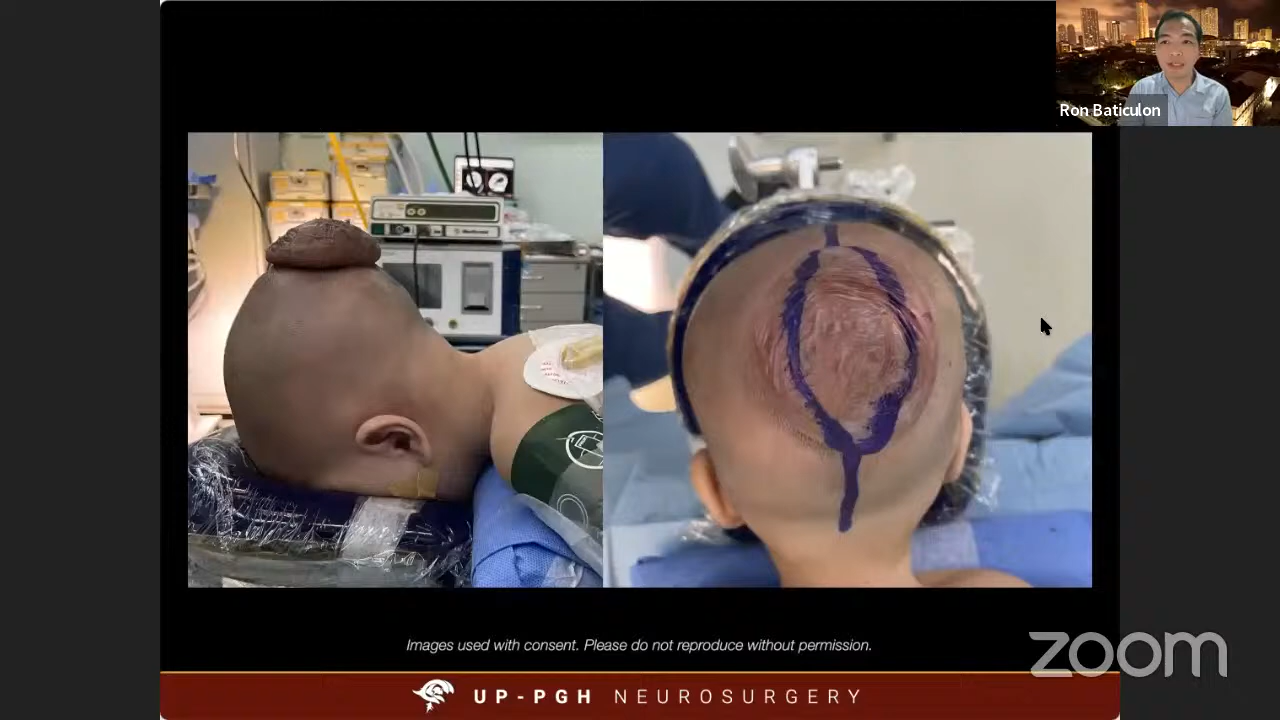 Ron Baticulon
Images used with consent. Please do not reproduce without permission.
zoom
UP-PGH NEUROSURGERY